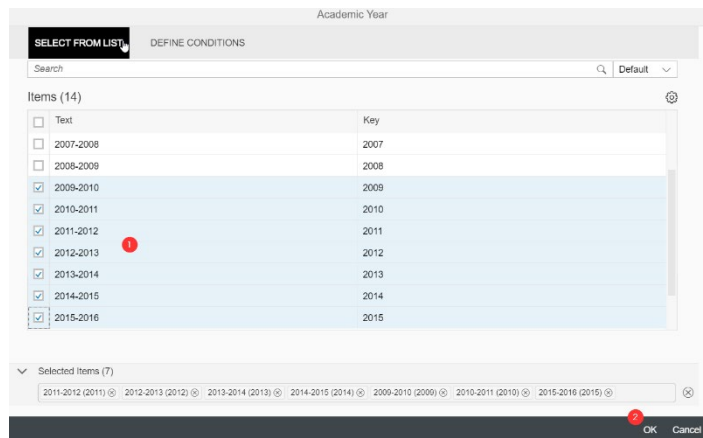 Academic Year
SELECT FROM LIST DEFINE CONDITIONS
Search Default
Items (14)
Text Key
2007-2008 2007
2008-2009 2008
2009-2010 2009
2010-2011 2010
2011-2012 2011
1
2012-2013 2012
2013-2014 2013
2014-2015 2014
2015-2016 2015
Selected Items (7)
2011-2012 (2011) 2012-2013 (2012) 2013-2014 (2013) 2014-2015 (2014) 2009-2010 (2009) 2010-2011 (2010) 2015-2016 (2015)
2
OK Cancel